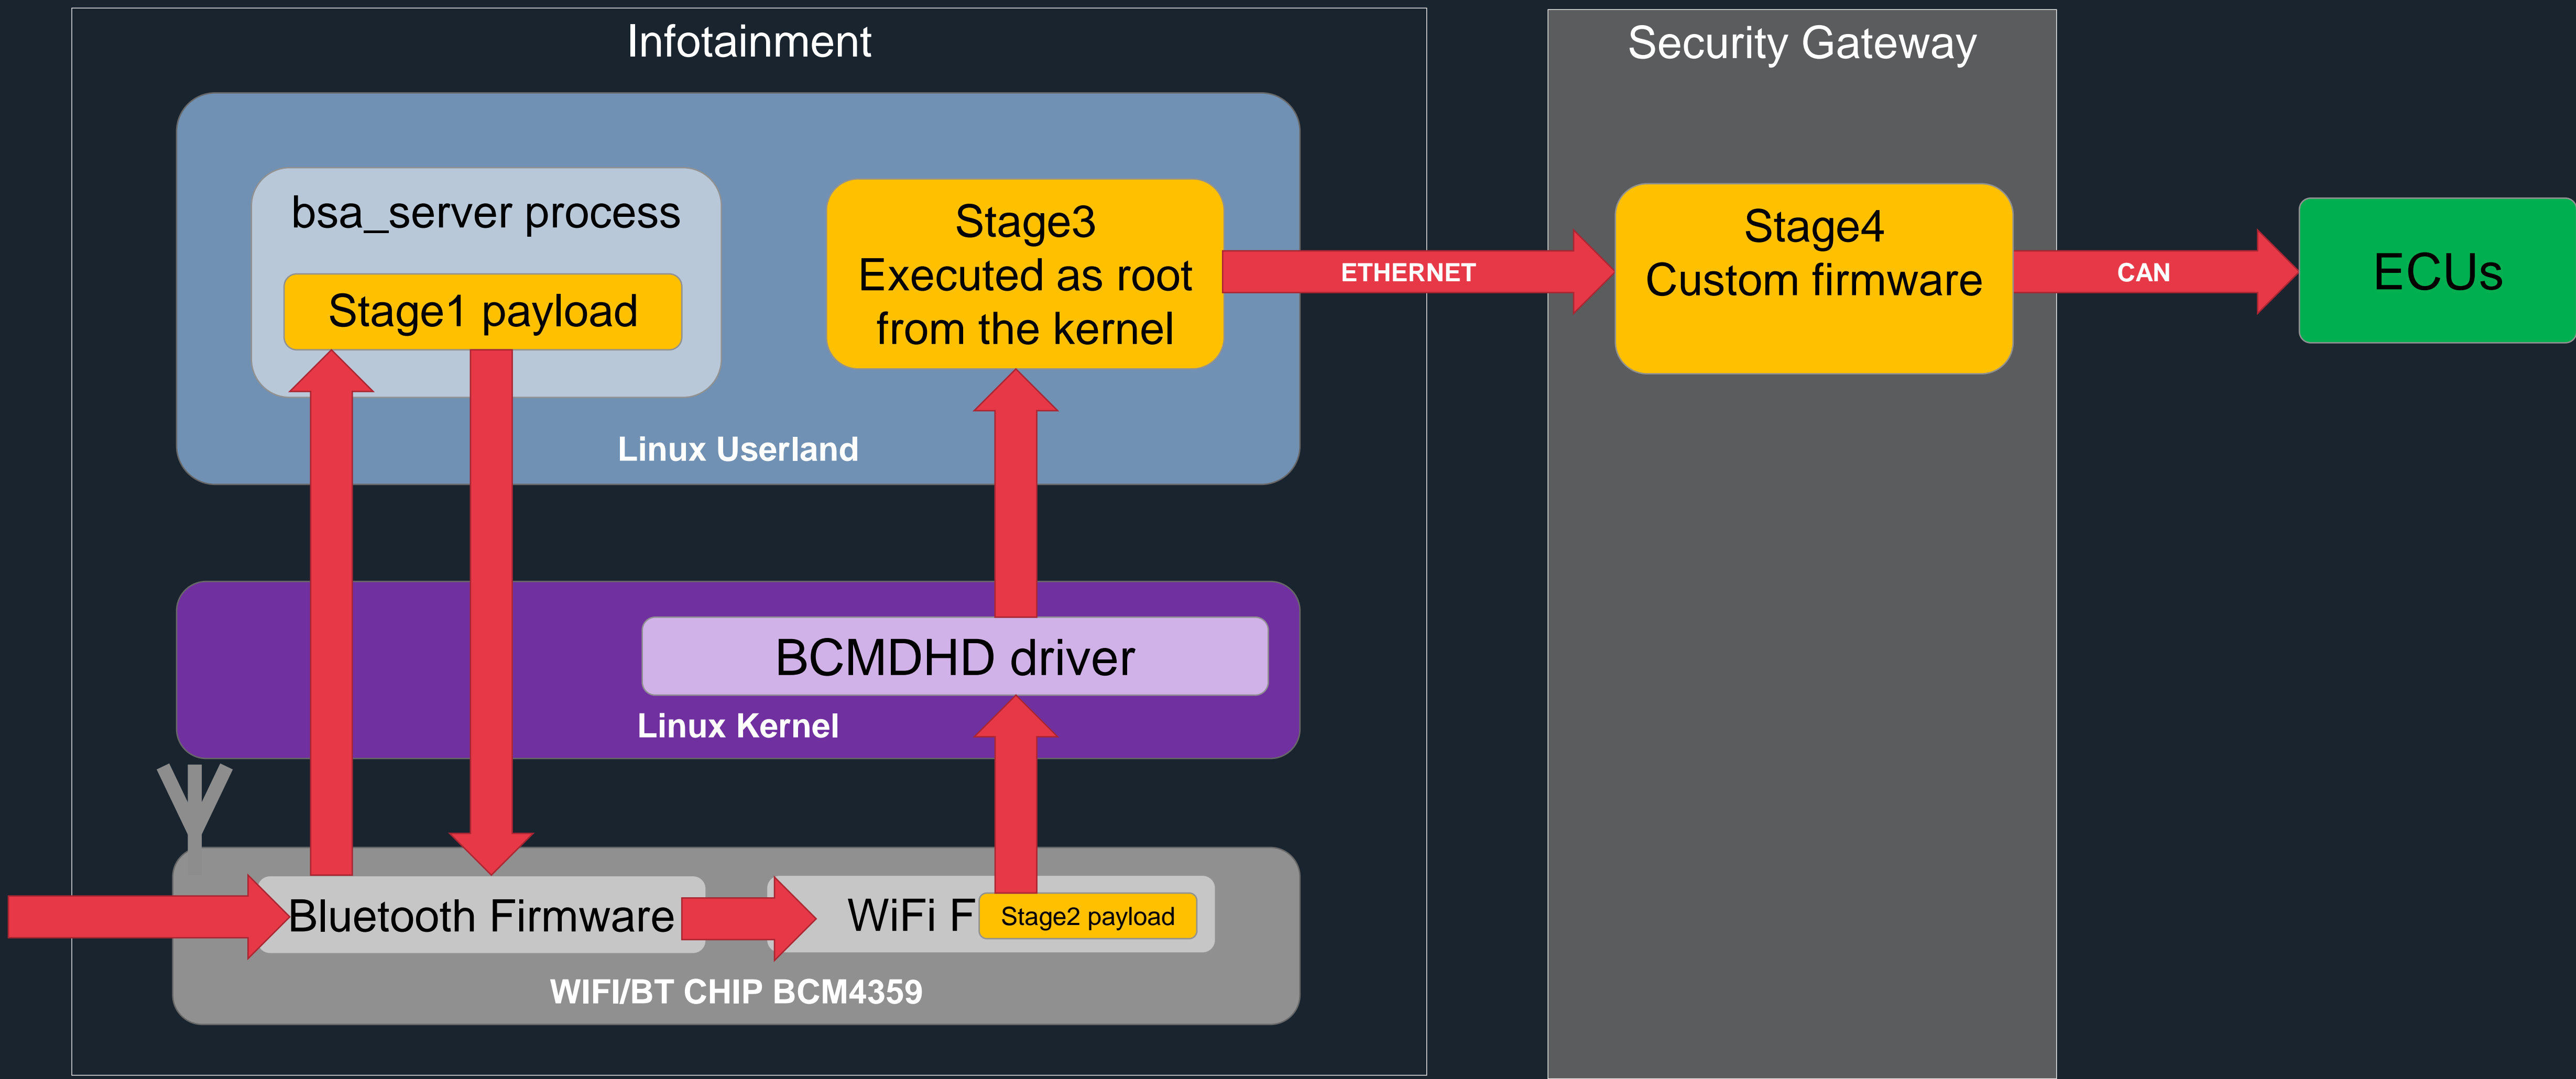 Infotainment
Security Gateway
bsa_server process
Stage1 payload
Stage3
Executed as root
from the kernel
ETHERNET
Stage4
Custom firmware
CAN
ECUs
Linux Userland
BCMDHD driver
Linux Kernel
Bluetooth Firmware
WiFi F
Stage2 payload
WIFI/BT CHIP BCM4359